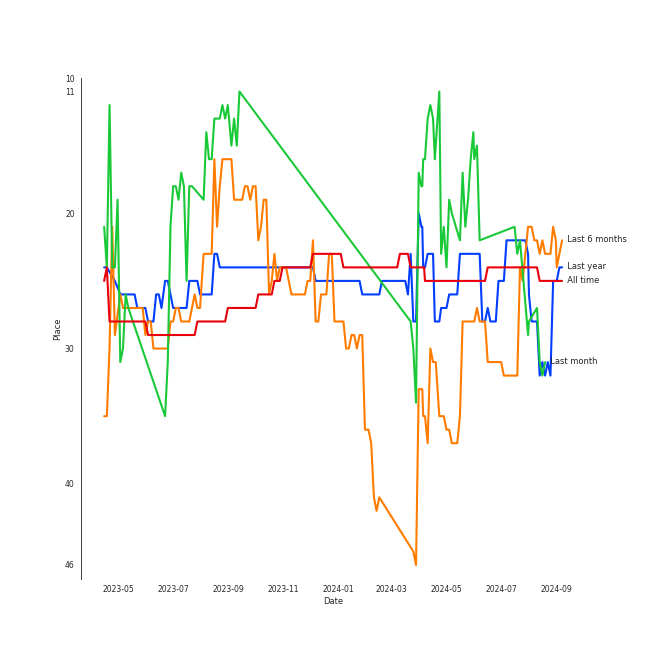 10
11
20
30
40
46
Place
Last 6 months
Last year
All time
Last month
2023-05
2023-07
2023-09
2023-11
2024-01
2024-03
2024-05
2024-07
2024-09
Date